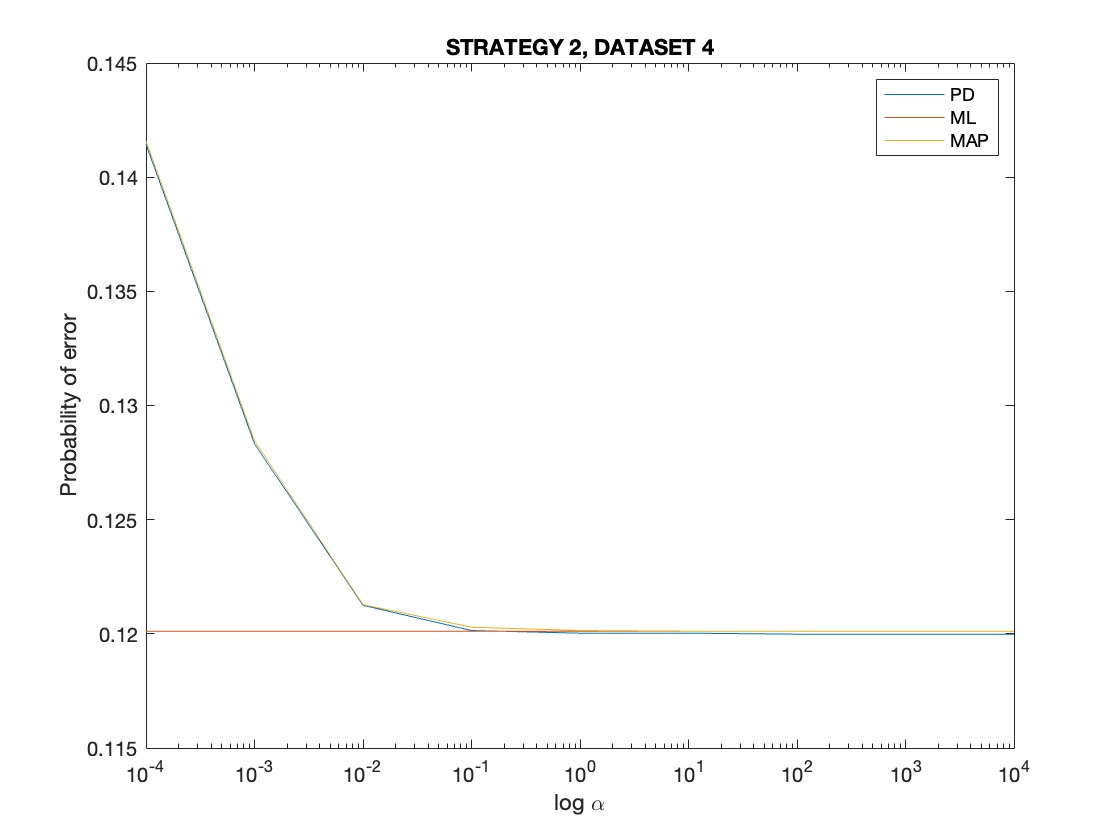 STRATEGY 2, DATASET 4
0.145
0.14
0.135
0.13
0.125
0.12
0.115
Probability of error
PD
ML
MAP
10^-4 10^-3 10^-2 10^-1 10^0 10^1 10^2 10^3 10^4
log α